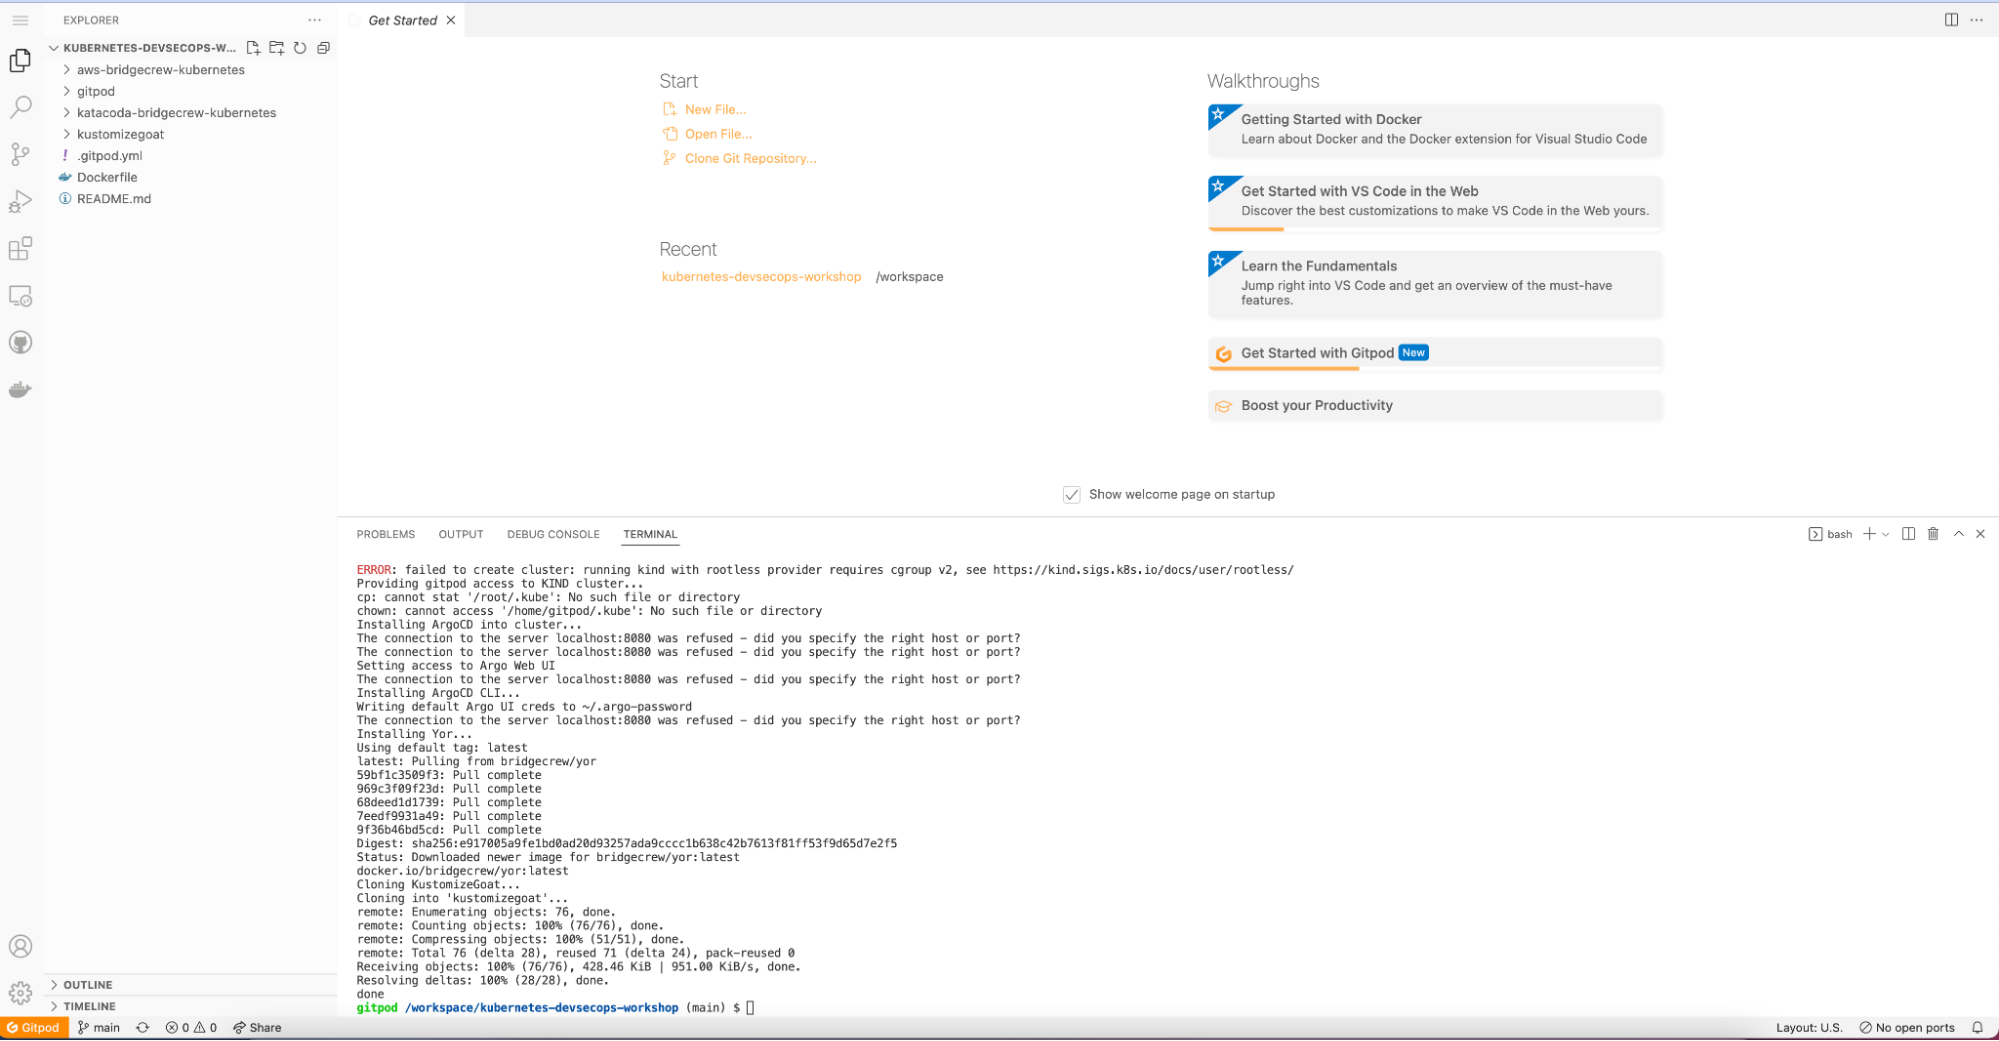 EXPLORER
KUBERNETES-DEVSECOPS-W...
aws-bridgecrew-kubernetes
gitpod
katacoda-bridgecrew-kubernetes
kustomizegoat
! .gitpod.yml
Dockerfile
README.md
OUTLINE
TIMELINE
Get Started
Start
New File...
Open File...
Clone Git Repository...
Recent
kubernetes-devsecops-workshop /workspace
Walkthroughs
Getting Started with Docker
Learn about Docker and the Docker extension for Visual Studio Code
Get Started with VS Code in the Web
Discover the best customizations to make VS Code in the Web yours.
Learn the Fundamentals
Jump right into VS Code and get an overview of the must-have
features.
Get Started with Gitpod New
Boost your Productivity
Show welcome page on startup
PROBLEMS OUTPUT DEBUG CONSOLE TERMINAL bash
ERROR: failed to create cluster: running kind with rootless provider requires cgroup v2, see https://kind.sigs.k8s.io/docs/user/rootless/
Providing gitpod access to KIND cluster...
cp: cannot stat '/root/.kube': No such file or directory
chown: cannot access '/home/gitpod/.kube': No such file or directory
Installing ArgoCD into cluster...
The connection to the server localhost:8080 was refused - did you specify the right host or port?
The connection to the server localhost:8080 was refused - did you specify the right host or port?
Setting access to Argo Web UI
The connection to the server localhost:8080 was refused - did you specify the right host or port?
Installing ArgoCD CLI...
Writing default Argo UI creds to ~/.argo-password
The connection to the server localhost:8080 was refused - did you specify the right host or port?
Installing Yor...
Using default tag: latest
latest: Pulling from bridgecrew/yor
59bf1c3509f3: Pull complete
969c3f09f23d: Pull complete
68deed1d1739: Pull complete
7eedf9931a49: Pull complete
9f36b46bd5cd: Pull complete
Digest: sha256:e917005a9fe1bd0ad20d93257ada9cccc1b638c42b7613f81ff53f9d65d7e2f5
Status: Downloaded newer image for bridgecrew/yor:latest
docker.io/bridgecrew/yor:latest
Cloning KustomizeGoat...
Cloning into 'kustomizegoat'...
remote: Enumerating objects: 76, done.
remote: Counting objects: 100% (76/76), done.
remote: Compressing objects: 100% (51/51), done.
remote: Total 76 (delta 28), reused 71 (delta 24), pack-reused 0
Receiving objects: 100% (76/76), 428.46 KiB | 951.00 KiB/s, done.
Resolving deltas: 100% (28/28), done.
done
gitpod /workspace/kubernetes-devsecops-workshop (main) $
Gitpod main 0 0 Share Layout: U.S. No open ports